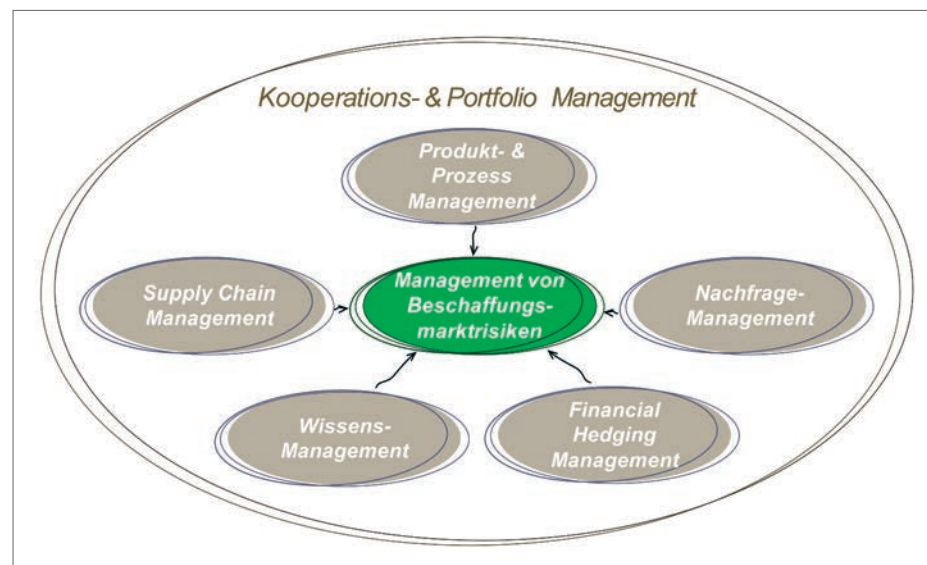 Kooperations- & Portfolio Management
Produkt- &
Prozess
Management
Supply Chain
Management
Management von
Beschaffungs-
marktrisiken
Nachfrage-
Management
Wissens-
Management
Financial
Hedging
Management